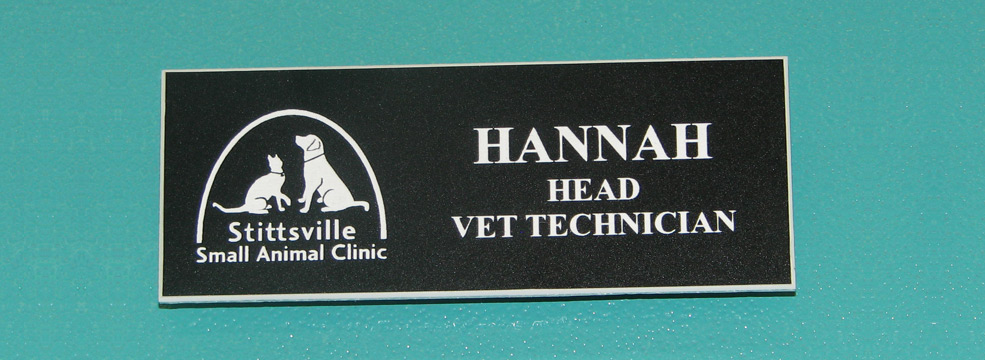 Stittsville
Small Animal Clinic
HANNAH
HEAD
VET TECHNICIAN